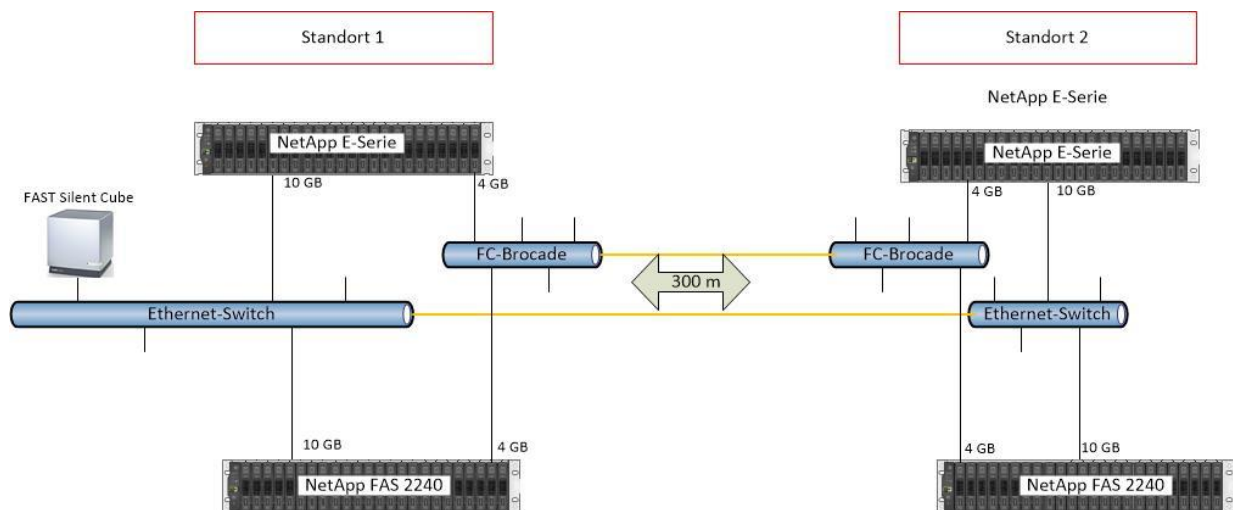 Standort 1
Standort 2
NetApp E-Serie
NetApp E-Serie
NetApp E-Serie
10 GB
4 GB
4 GB
10 GB
FAST Silent Cube
FC-Brocade
FC-Brocade
300 m
Ethernet-Switch
Ethernet-Switch
10 GB
4 GB
4 GB
10 GB
NetApp FAS 2240
NetApp FAS 2240